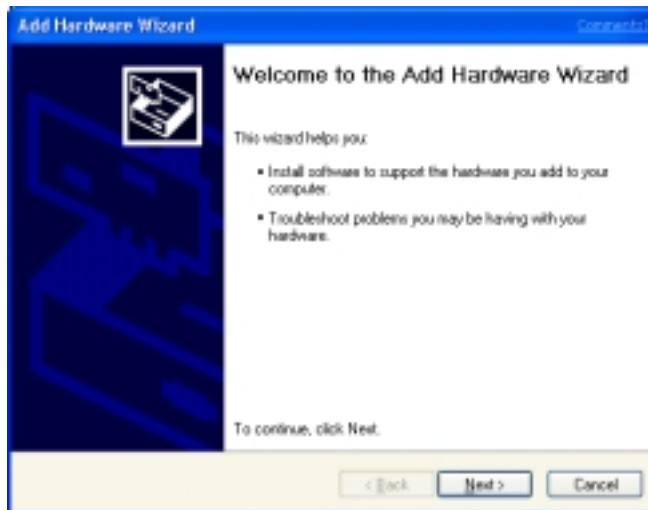 Add Hardware Wizard
Comments?
Welcome to the Add Hardware Wizard
This wizard helps you:
• Install software to support the hardware you add to your
computer.
• Troubleshoot problems you may be having with your
hardware.
To continue, click Next.
< Back
Next >
Cancel